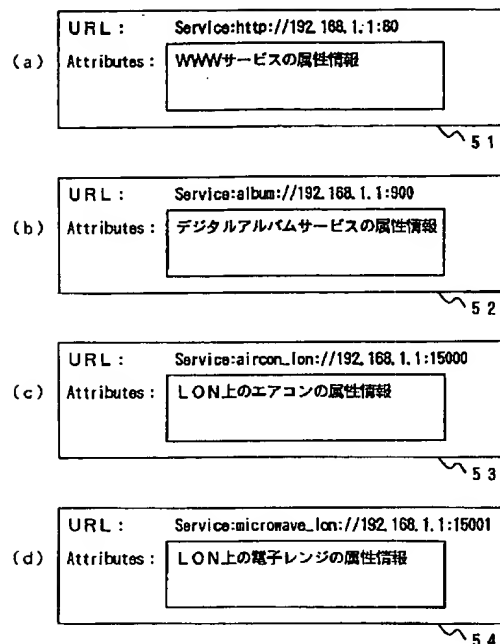 URL: Service:http://192.168.1.1:80
(a) Attributes: WWWサービスの属性情報
51
URL: Service:album://192.168.1.1:900
(b) Attributes: デジタルアルバムサービスの属性情報
52
URL: Service:aircon_lon://192.168.1.1:15000
(c) Attributes: LON上のエアコンの属性情報
53
URL: Service:microwave_lon://192.168.1.1:15001
(d) Attributes: LON上の電子レンジの属性情報
54